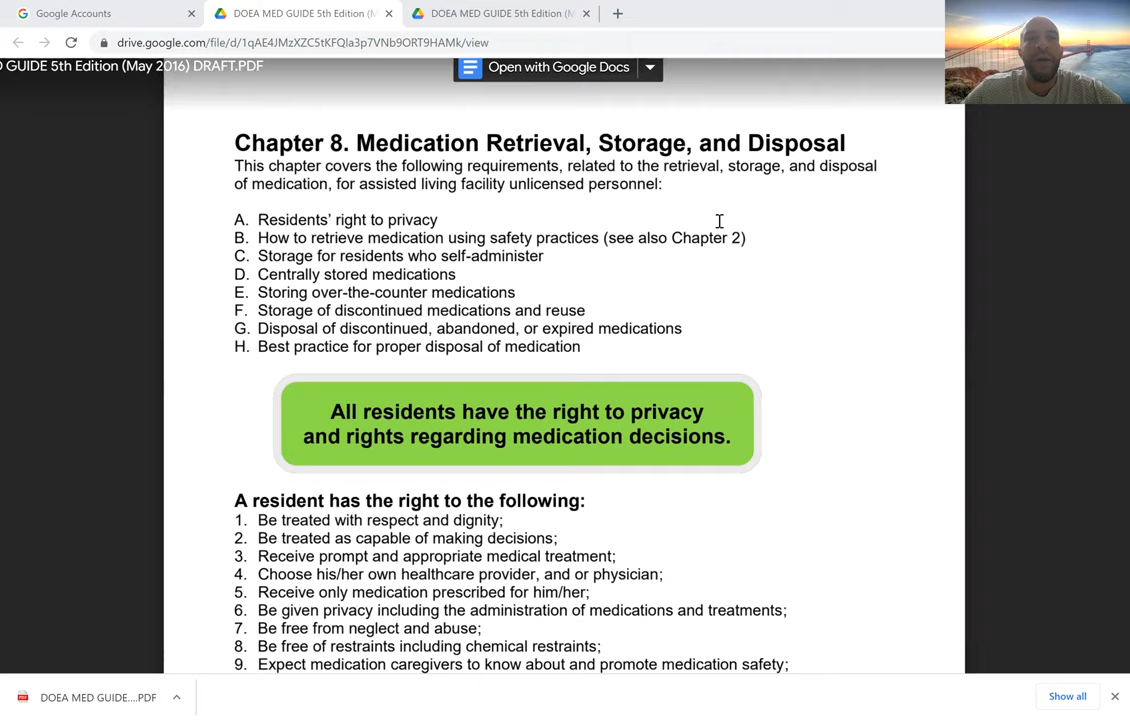 Google Accounts
DOEA MED GUIDE 5th Edition (M
DOEA MED GUIDE 5th Edition (M
drive.google.com/file/d/1qAE4JMzXZC5tKFQIa3p7VNb9ORT9HAMk/view
GUIDE 5th Edition (May 2016) DRAFT.PDF
Open with Google Docs
Chapter 8. Medication Retrieval, Storage, and Disposal
This chapter covers the following requirements, related to the retrieval, storage, and disposal
of medication, for assisted living facility unlicensed personnel:
A. Residents’ right to privacy
B. How to retrieve medication using safety practices (see also Chapter 2)
C. Storage for residents who self-administer
D. Centrally stored medications
E. Storing over-the-counter medications
F. Storage of discontinued medications and reuse
G. Disposal of discontinued, abandoned, or expired medications
H. Best practice for proper disposal of medication
All residents have the right to privacy
and rights regarding medication decisions.
A resident has the right to the following:
1. Be treated with respect and dignity;
2. Be treated as capable of making decisions;
3. Receive prompt and appropriate medical treatment;
4. Choose his/her own healthcare provider, and or physician;
5. Receive only medication prescribed for him/her;
6. Be given privacy including the administration of medications and treatments;
7. Be free from neglect and abuse;
8. Be free of restraints including chemical restraints;
9. Expect medication caregivers to know about and promote medication safety;
DOEA MED GUIDE....PDF
Show all